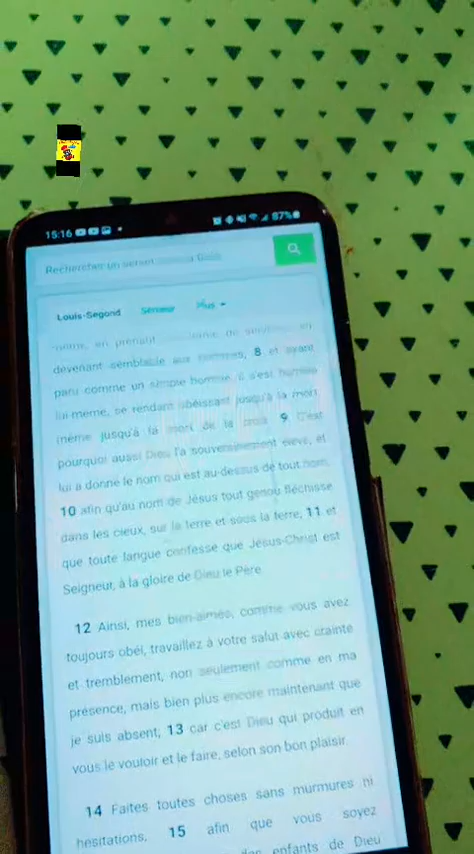 15:16
87%
Rechercher un verset
Louis-Segond Semeur Plus
devenant semblable aux hommes, 8 et ayant
paru comme un simple homme, il s'est humilié
lui-même, se rendant obéissant jusqu'à la mort,
même jusqu'à la mort de la croix. 9 C'est
pourquoi aussi Dieu l'a souverainement élevé, et
lui a donné le nom qui est au-dessus de tout nom,
10 afin qu'au nom de Jésus tout genou fléchisse
dans les cieux, sur la terre et sous la terre, 11 et
que toute langue confesse que Jésus-Christ est
Seigneur, à la gloire de Dieu le Père.
12 Ainsi, mes bien-aimés, comme vous avez
toujours obéi, travaillez à votre salut avec crainte
et tremblement, non seulement comme en ma
présence, mais bien plus encore maintenant que
je suis absent; 13 car c'est Dieu qui produit en
vous le vouloir et le faire, selon son bon plaisir.
14 Faites toutes choses sans murmures ni
hésitations, 15 afin que vous soyez
des enfants de Dieu